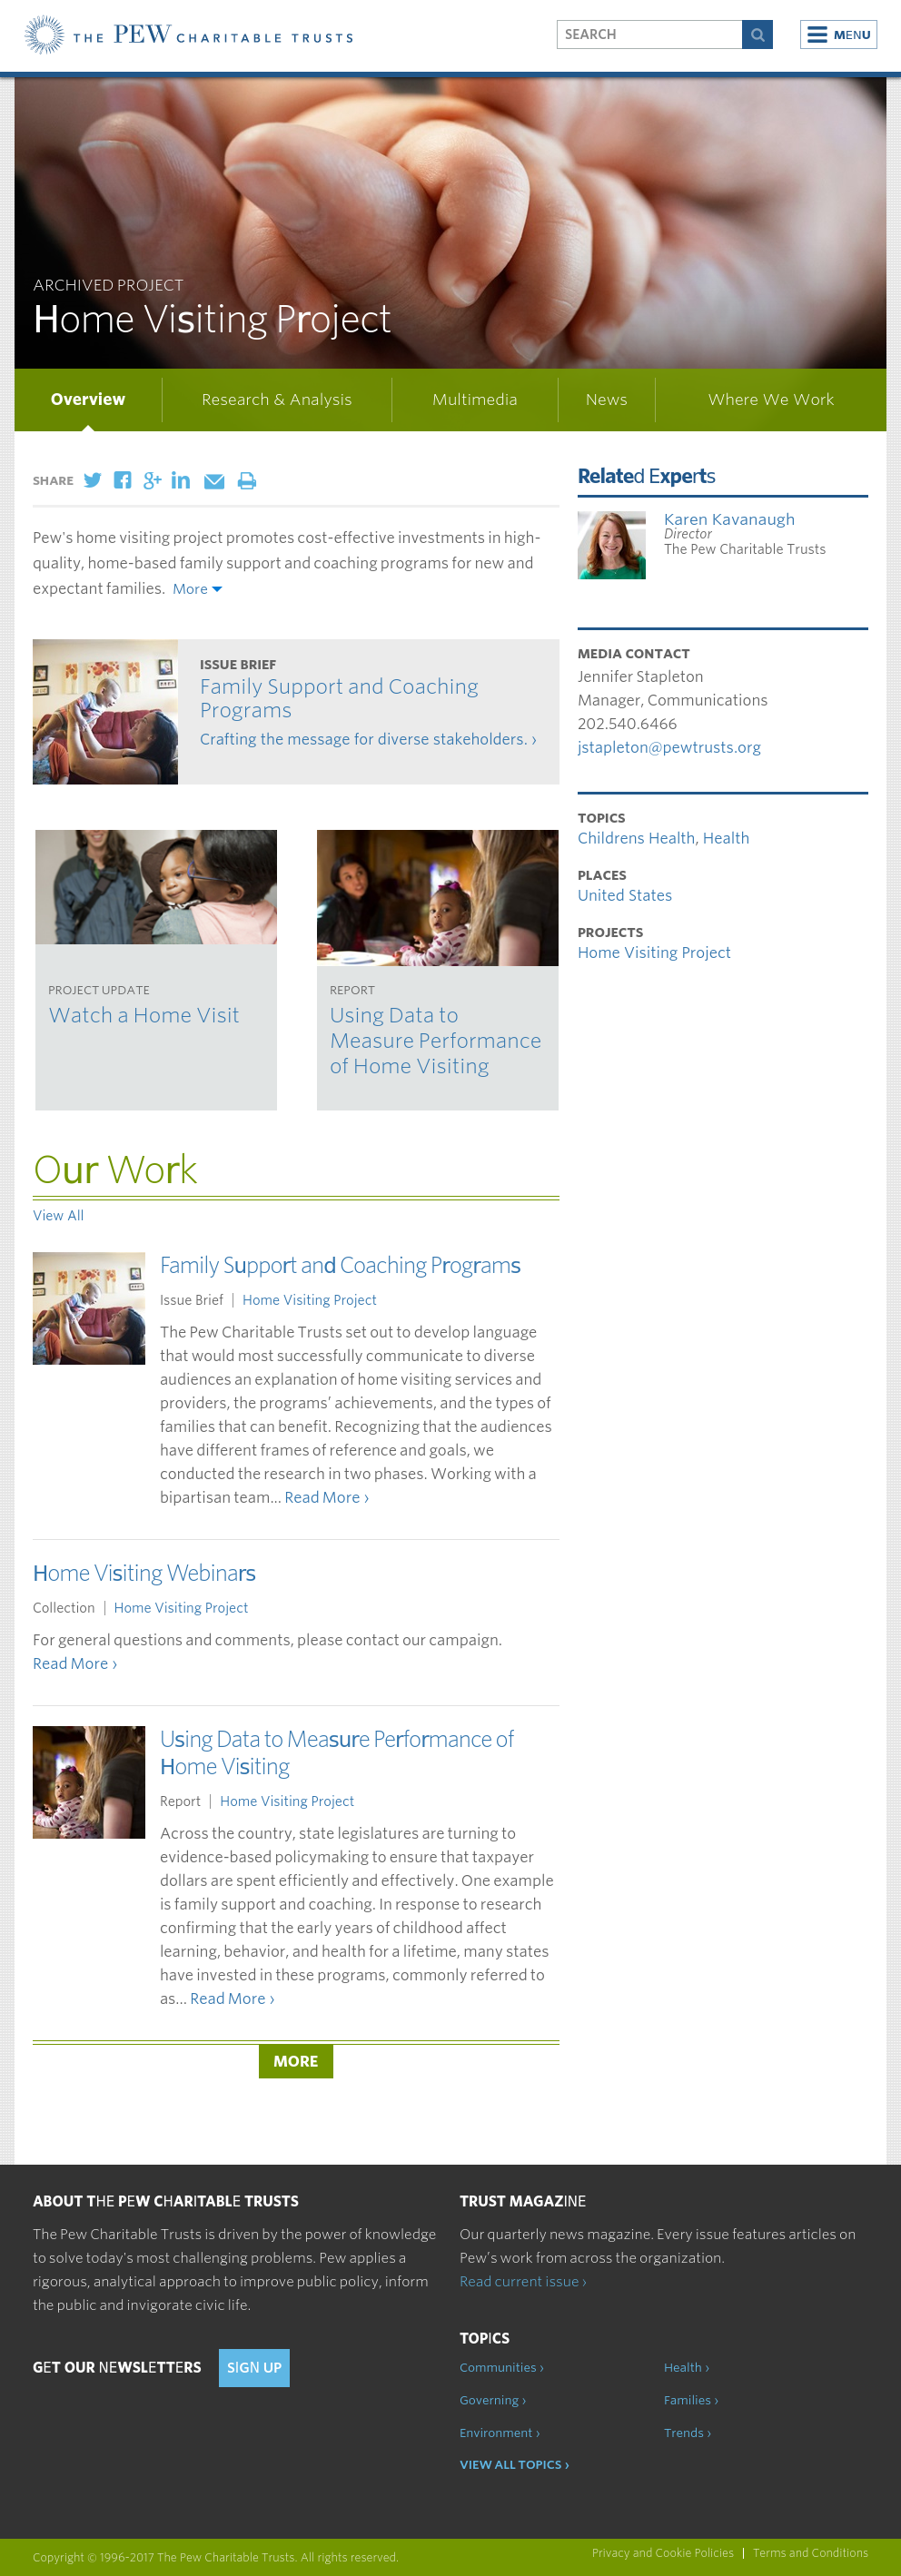 THE PEW CHARITABLE TRUSTS
SEARCH
MENU
ARCHIVED PROJECT
Home Visiting Project
Overview
Research & Analysis
Multimedia
News
Where We Work
SHARE
Pew's home visiting project promotes cost-effective investments in high-
quality, home-based family support and coaching programs for new and
expectant families. More
ISSUE BRIEF
Family Support and Coaching
Programs
Crafting the message for diverse stakeholders. ›
PROJECT UPDATE
Watch a Home Visit
REPORT
Using Data to
Measure Performance
of Home Visiting
Related Experts
Karen Kavanaugh
Director
The Pew Charitable Trusts
MEDIA CONTACT
Jennifer Stapleton
Manager, Communications
202.540.6466
jstapleton@pewtrusts.org
TOPICS
Childrens Health, Health
PLACES
United States
PROJECTS
Home Visiting Project
Our Work
View All
Family Support and Coaching Programs
Issue Brief | Home Visiting Project
The Pew Charitable Trusts set out to develop language
that would most successfully communicate to diverse
audiences an explanation of home visiting services and
providers, the programs’ achievements, and the types of
families that can benefit. Recognizing that the audiences
have different frames of reference and goals, we
conducted the research in two phases. Working with a
bipartisan team... Read More ›
Home Visiting Webinars
Collection | Home Visiting Project
For general questions and comments, please contact our campaign.
Read More ›
Using Data to Measure Performance of
Home Visiting
Report | Home Visiting Project
Across the country, state legislatures are turning to
evidence-based policymaking to ensure that taxpayer
dollars are spent efficiently and effectively. One example
is family support and coaching. In response to research
confirming that the early years of childhood affect
learning, behavior, and health for a lifetime, many states
have invested in these programs, commonly referred to
as... Read More ›
MORE
ABOUT THE PEW CHARITABLE TRUSTS
The Pew Charitable Trusts is driven by the power of knowledge
to solve today's most challenging problems. Pew applies a
rigorous, analytical approach to improve public policy, inform
the public and invigorate civic life.
GET OUR NEWSLETTERS
SIGN UP
TRUST MAGAZINE
Our quarterly news magazine. Every issue features articles on
Pew’s work from across the organization.
Read current issue ›
TOPICS
Communities ›
Health ›
Governing ›
Families ›
Environment ›
Trends ›
VIEW ALL TOPICS ›
Copyright © 1996-2017 The Pew Charitable Trusts. All rights reserved.
Privacy and Cookie Policies | Terms and Conditions